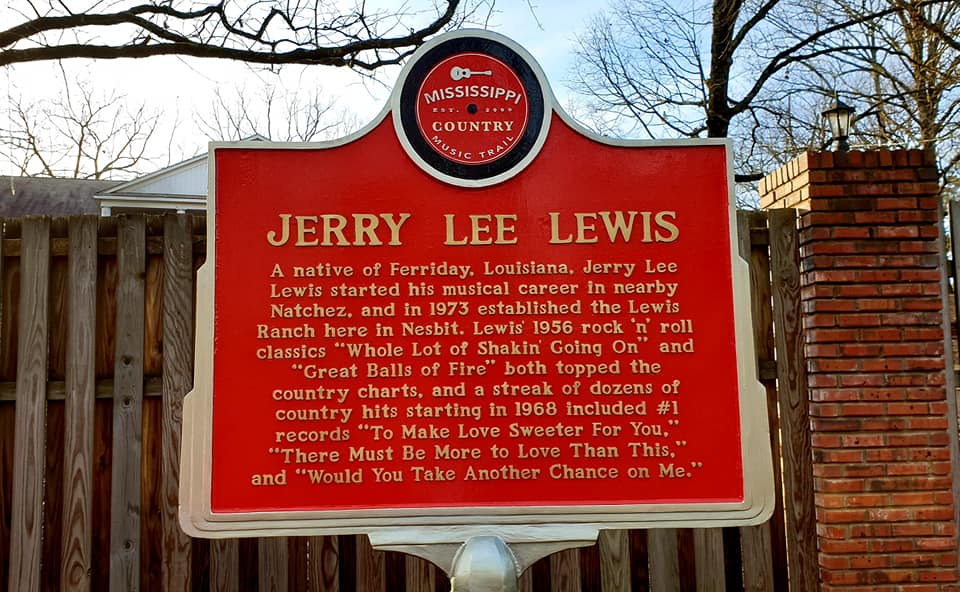 MISSISSIPPI
EST. 2009
COUNTRY
MUSIC TRAIL
JERRY LEE LEWIS
A native of Ferriday, Louisiana, Jerry Lee
Lewis started his musical career in nearby
Natchez, and in 1973 established the Lewis
Ranch here in Nesbit. Lewis' 1956 rock 'n' roll
classics "Whole Lot of Shakin' Going On" and
"Great Balls of Fire" both topped the
country charts, and a streak of dozens of
country hits starting in 1968 included #1
records "To Make Love Sweeter For You,"
"There Must Be More to Love Than This,"
and "Would You Take Another Chance on Me."